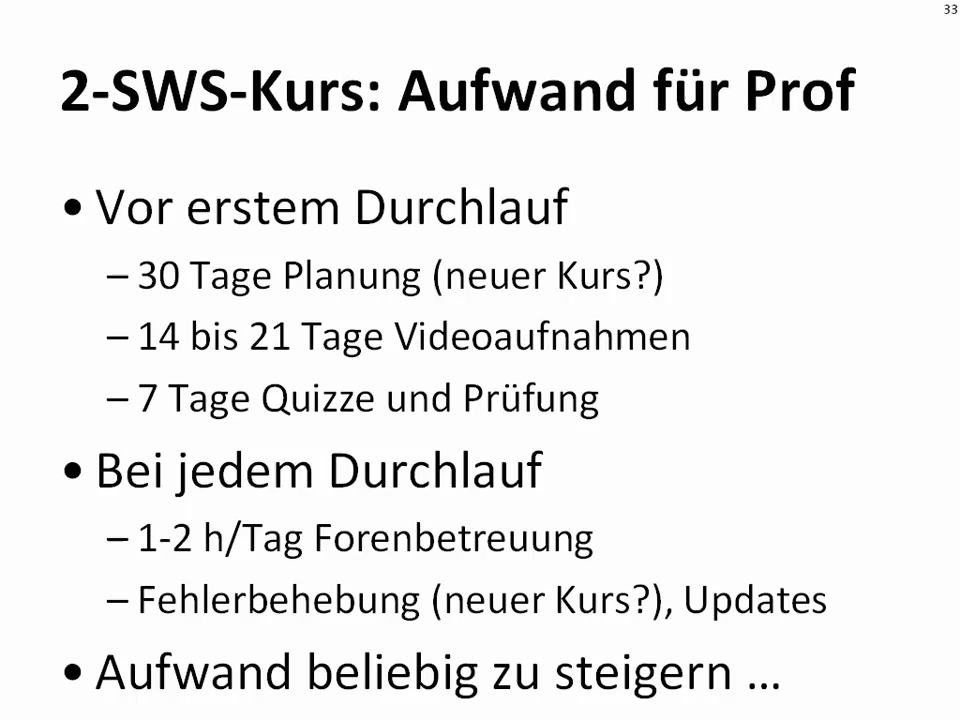 33
2-SWS-Kurs: Aufwand für Prof
• Vor erstem Durchlauf
– 30 Tage Planung (neuer Kurs?)
– 14 bis 21 Tage Videoaufnahmen
– 7 Tage Quizze und Prüfung
• Bei jedem Durchlauf
– 1-2 h/Tag Forenbetreuung
– Fehlerbehebung (neuer Kurs?), Updates
• Aufwand beliebig zu steigern …